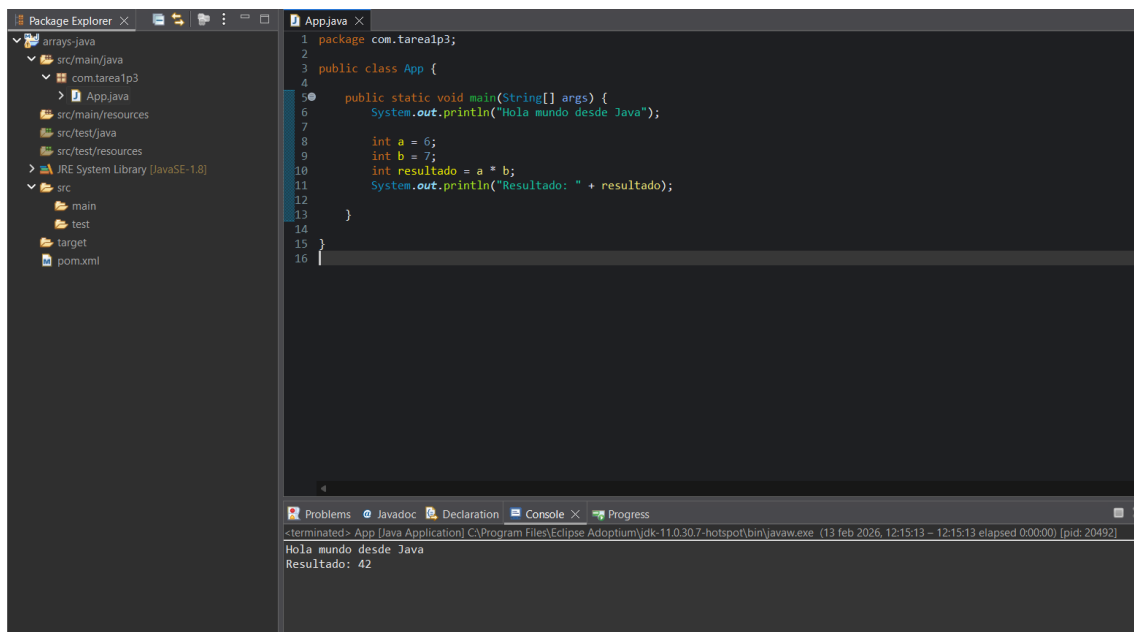 Package Explorer
arrays-java
src/main/java
com.tarea1p3
App.java
src/main/resources
src/test/java
src/test/resources
JRE System Library [JavaSE-1.8]
src
main
test
target
pom.xml
App.java
1 package com.tarea1p3;
2
3 public class App {
4
5 public static void main(String[] args) {
6 System.out.println("Hola mundo desde Java");
7
8 int a = 6;
9 int b = 7;
10 int resultado = a * b;
11 System.out.println("Resultado: " + resultado);
12
13 }
14
15 }
16
Problems @ Javadoc Declaration Console Progress
<terminated> App [Java Application] C:\Program Files\Eclipse Adoptium\jdk-11.0.30.7-hotspot\bin\javaw.exe (13 feb 2026, 12:15:13 – 12:15:13 elapsed 0:00:00) [pid: 20492]
Hola mundo desde Java
Resultado: 42